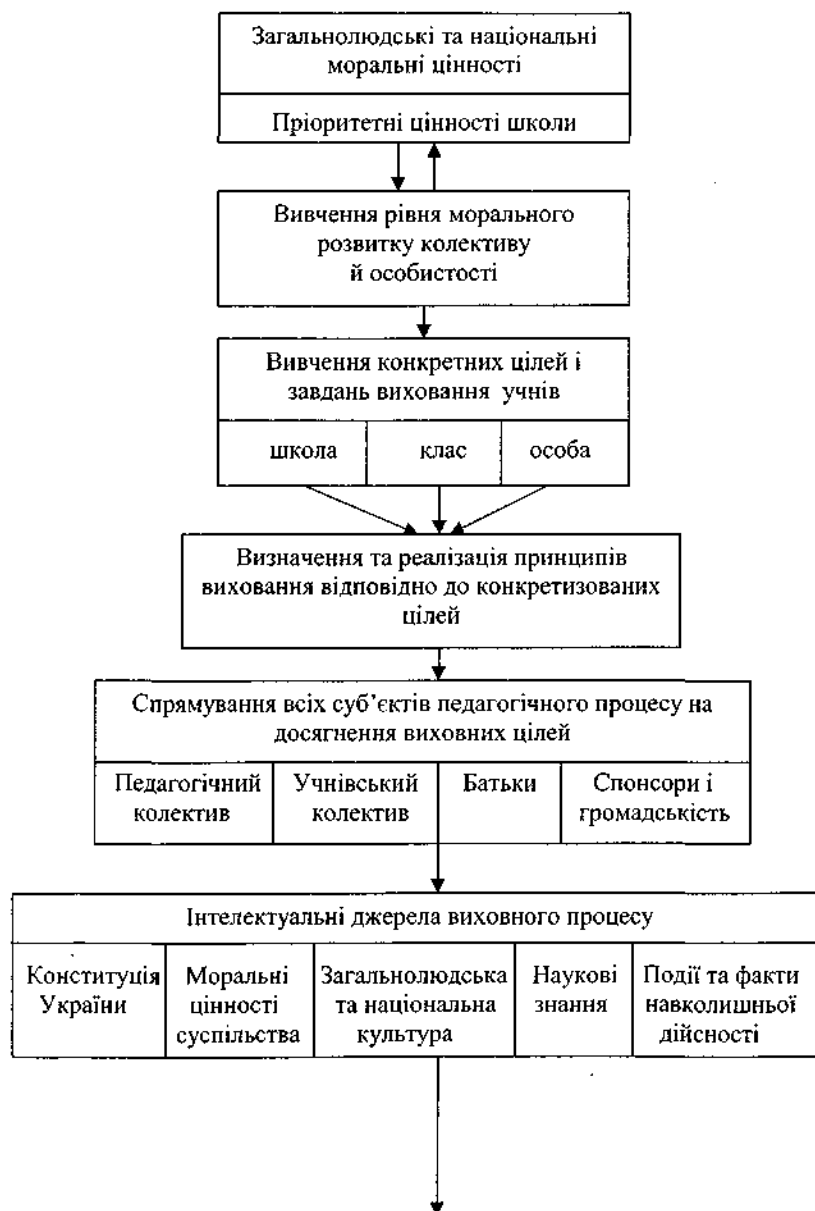 Загальнолюдські та національні
моральні цінності
Пріоритетні цінності школи
Вивчення рівня морального
розвитку колективу
й особистості
Вивчення конкретних цілей і
завдань виховання учнів
школа
клас
особа
Визначення та реалізація принципів
виховання відповідно до конкретизованих
цілей
Спрямування всіх суб’єктів педагогічного процесу на
досягнення виховних цілей
Педагогічний
колектив
Учнівський
колектив
Батьки
Спонсори і
громадськість
Інтелектуальні джерела виховного процесу
Конституція
України
Моральні
цінності
суспільства
Загальнолюдська
та національна
культура
Наукові
знання
Події та факти
навколишньої
дійсності